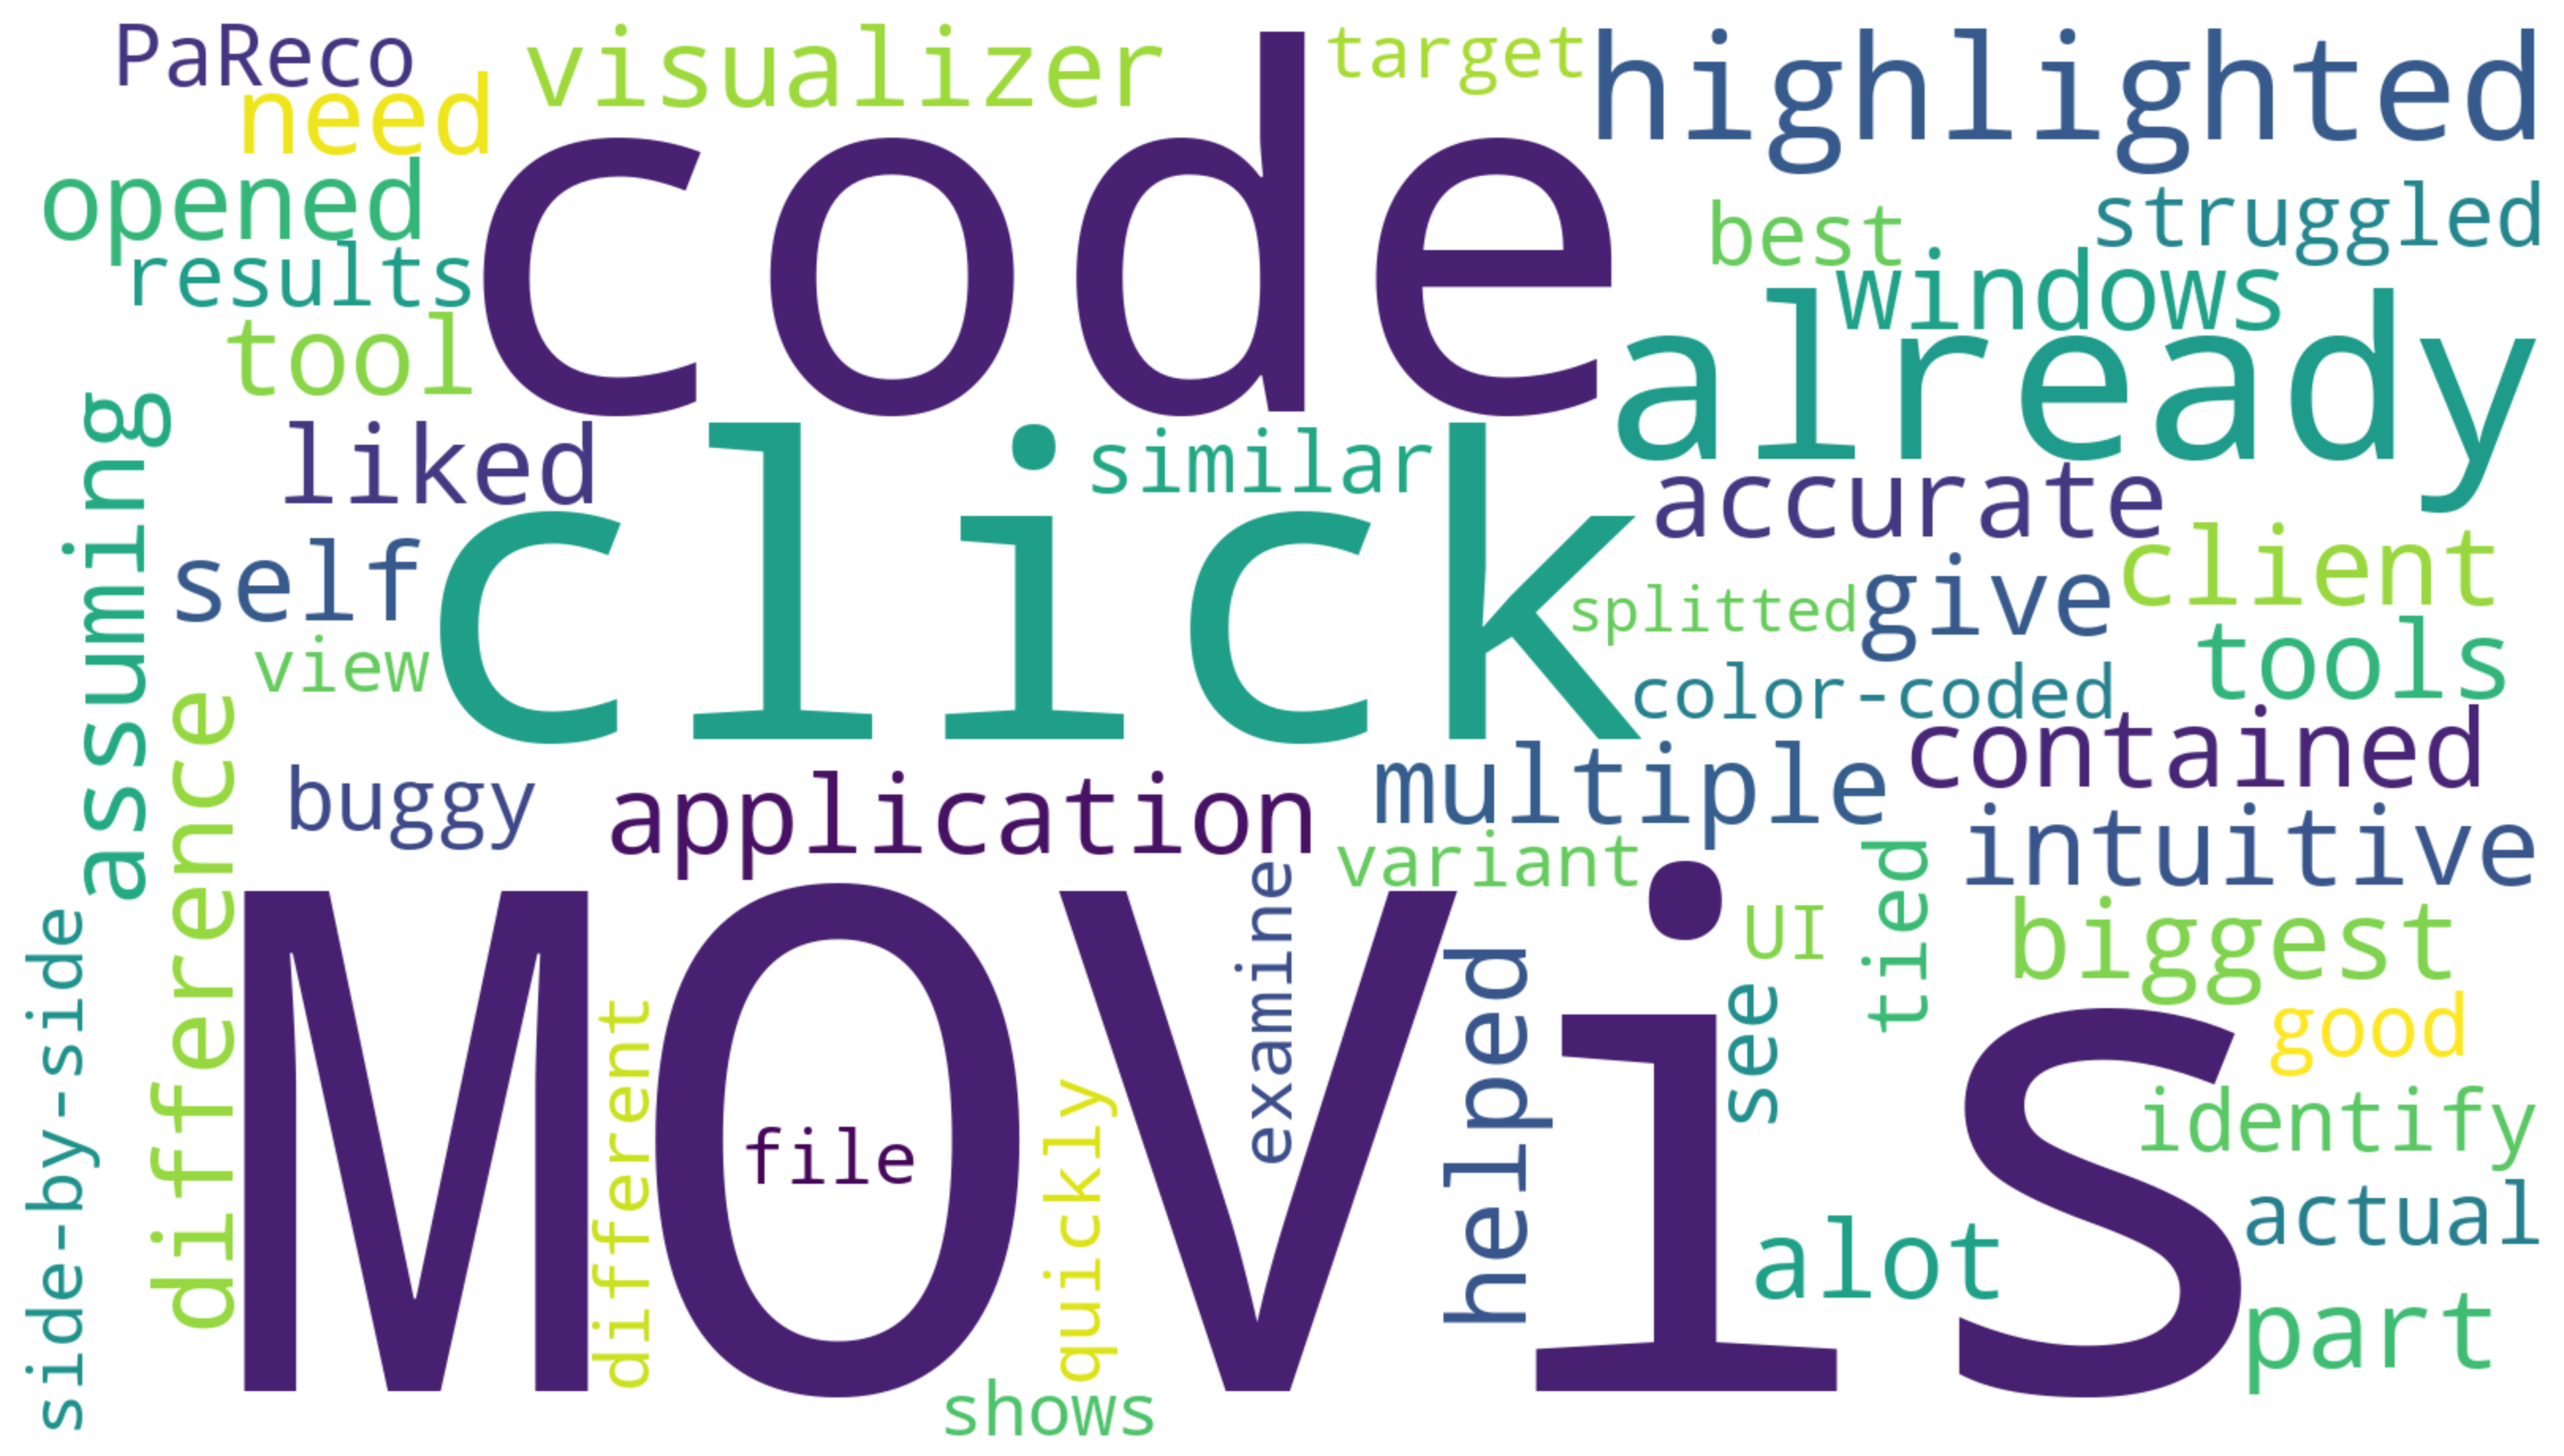 PaReco
visualizer
target
highlighted
need
code
opened
best
struggled
results
windows
tool
already
assuming
liked
click
similar
accurate
self
splitted
give
client
view
color-coded
tools
difference
buggy
application
multiple
contained
variant
intuitive
side-by-side
MOVis
examine
helped
UI
tied
biggest
see
good
different
file
quickly
identify
alot
actual
part
shows